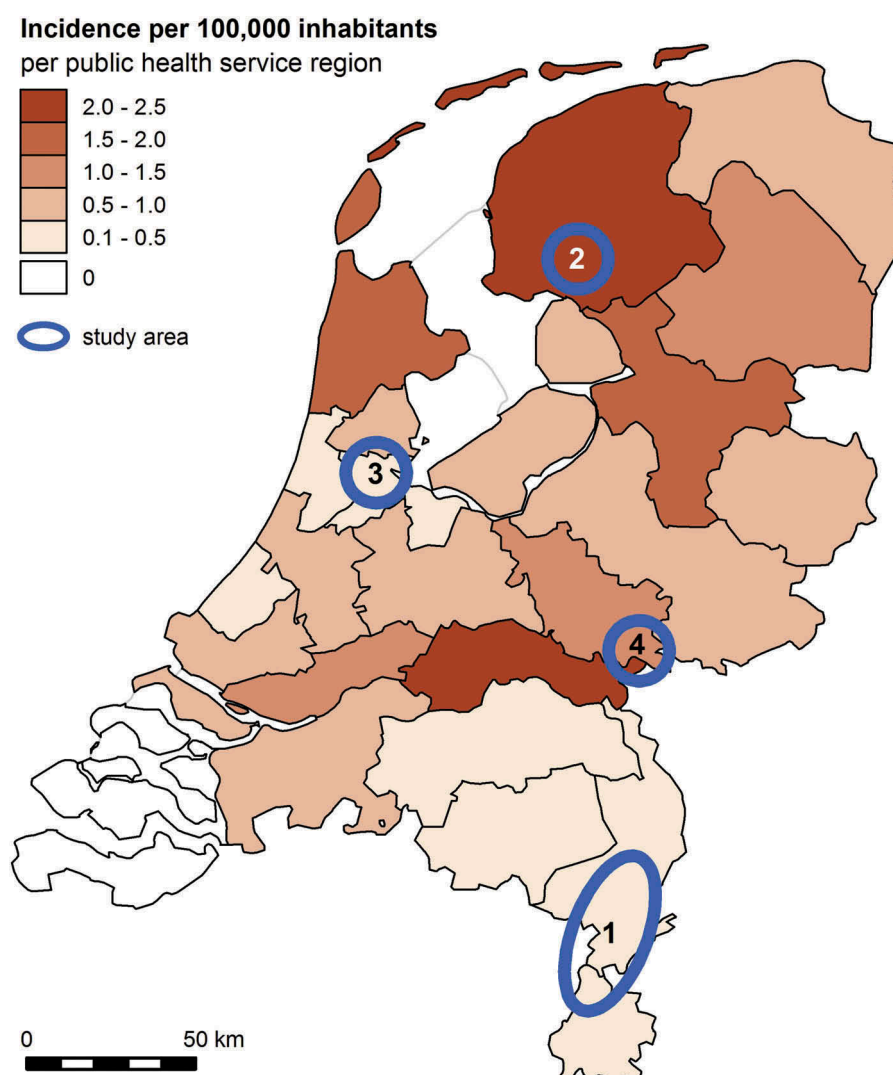 Incidence per 100,000 inhabitants
per public health service region
2.0 - 2.5
1.5 - 2.0
1.0 - 1.5
0.5 - 1.0
0.1 - 0.5
0
study area
2
3
4
1
0 50 km